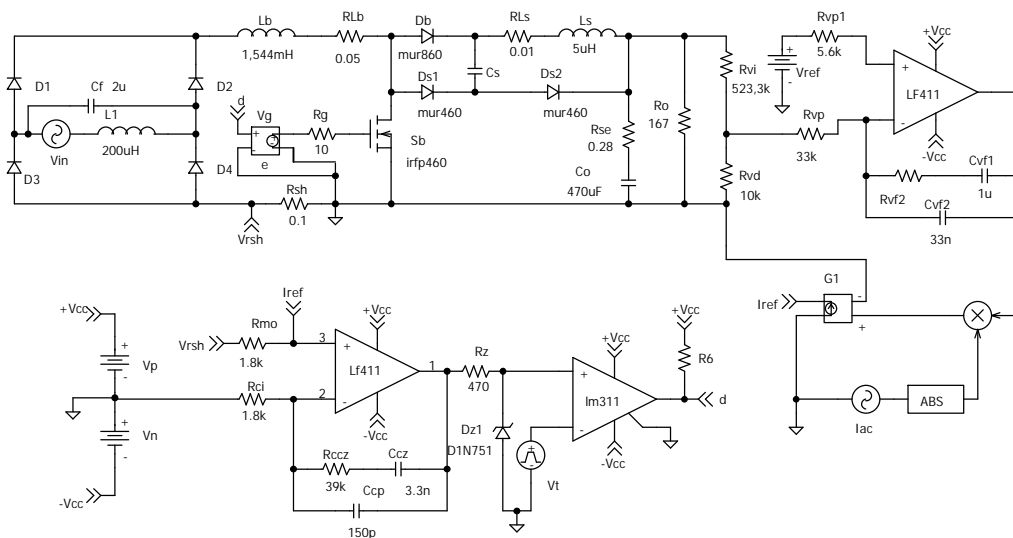 Lb
1,544mH
RLb
0.05
Db
mur860
RLs
0.01
Ls
5uH
Rvp1
5.6k
+Vcc
+
-
Vref
+
-
LF411
-Vcc
D1
Cf 2u
D2
L1
200uH
Vin
D3
D4
d
Vg
+
-
e
Rg
10
Ds1
mur460
Cs
Ds2
mur460
Sb
irfp460
Rse
0.28
Co
470uF
Ro
167
Rvi
523,3k
Rvp
33k
Rvd
10k
Rvf2
Cvf1
1u
Cvf2
33n
Rsh
0.1
Vrsh
G1
-
+
Iref
ABS
Iac
+Vcc
+
-
Vp
+
-
Vn
-Vcc
Iref
Vrsh
Rmo
1.8k
Rci
1.8k
+Vcc
3
+
2
-
Lf411
1
-Vcc
Rccz
39k
Ccz
3.3n
Ccp
150p
Rz
470
Dz1
D1N751
+
-
Vt
+Vcc
+
-
lm311
-Vcc
+Vcc
R6
d